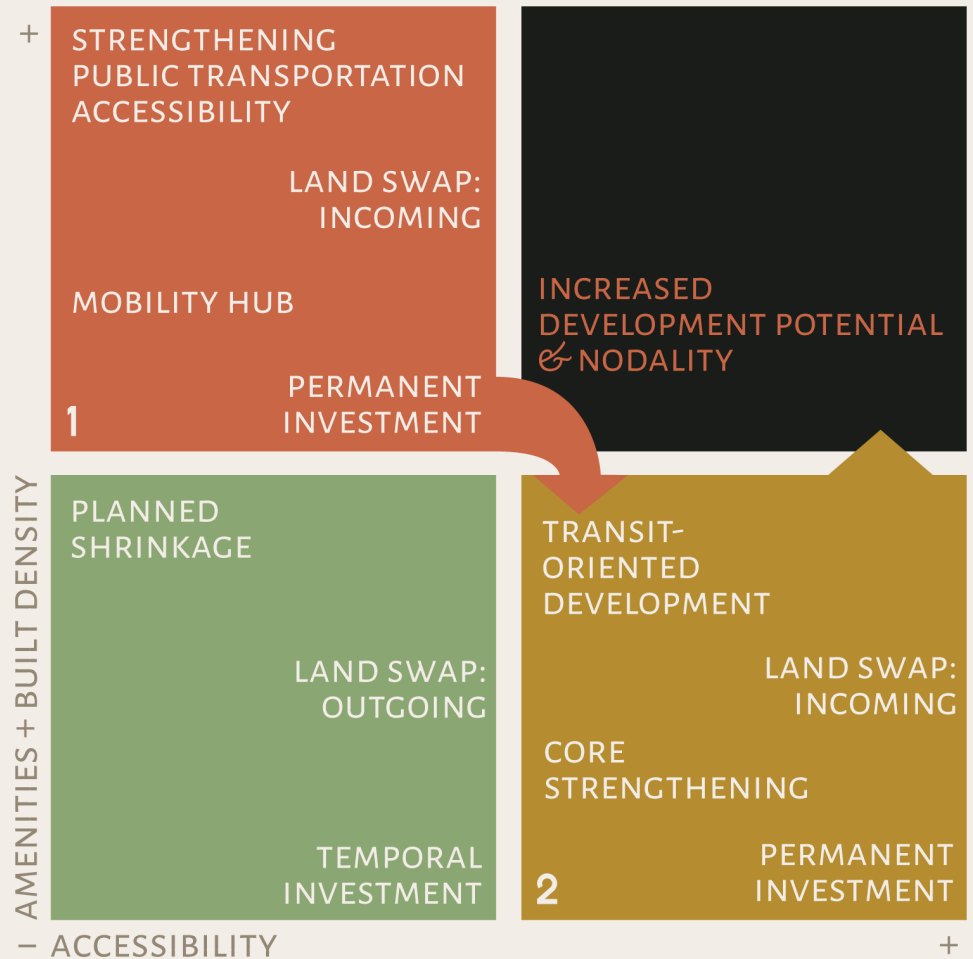 +
STRENGTHENING
PUBLIC TRANSPORTATION
ACCESSIBILITY
LAND SWAP:
INCOMING
MOBILITY HUB
PERMANENT
INVESTMENT
1
INCREASED
DEVELOPMENT POTENTIAL
& NODALITY
PLANNED
SHRINKAGE
LAND SWAP:
OUTGOING
TEMPORAL
INVESTMENT
TRANSIT-
ORIENTED
DEVELOPMENT
LAND SWAP:
INCOMING
CORE
STRENGTHENING
PERMANENT
INVESTMENT
2
AMENITIES + BUILT DENSITY
– ACCESSIBILITY
+